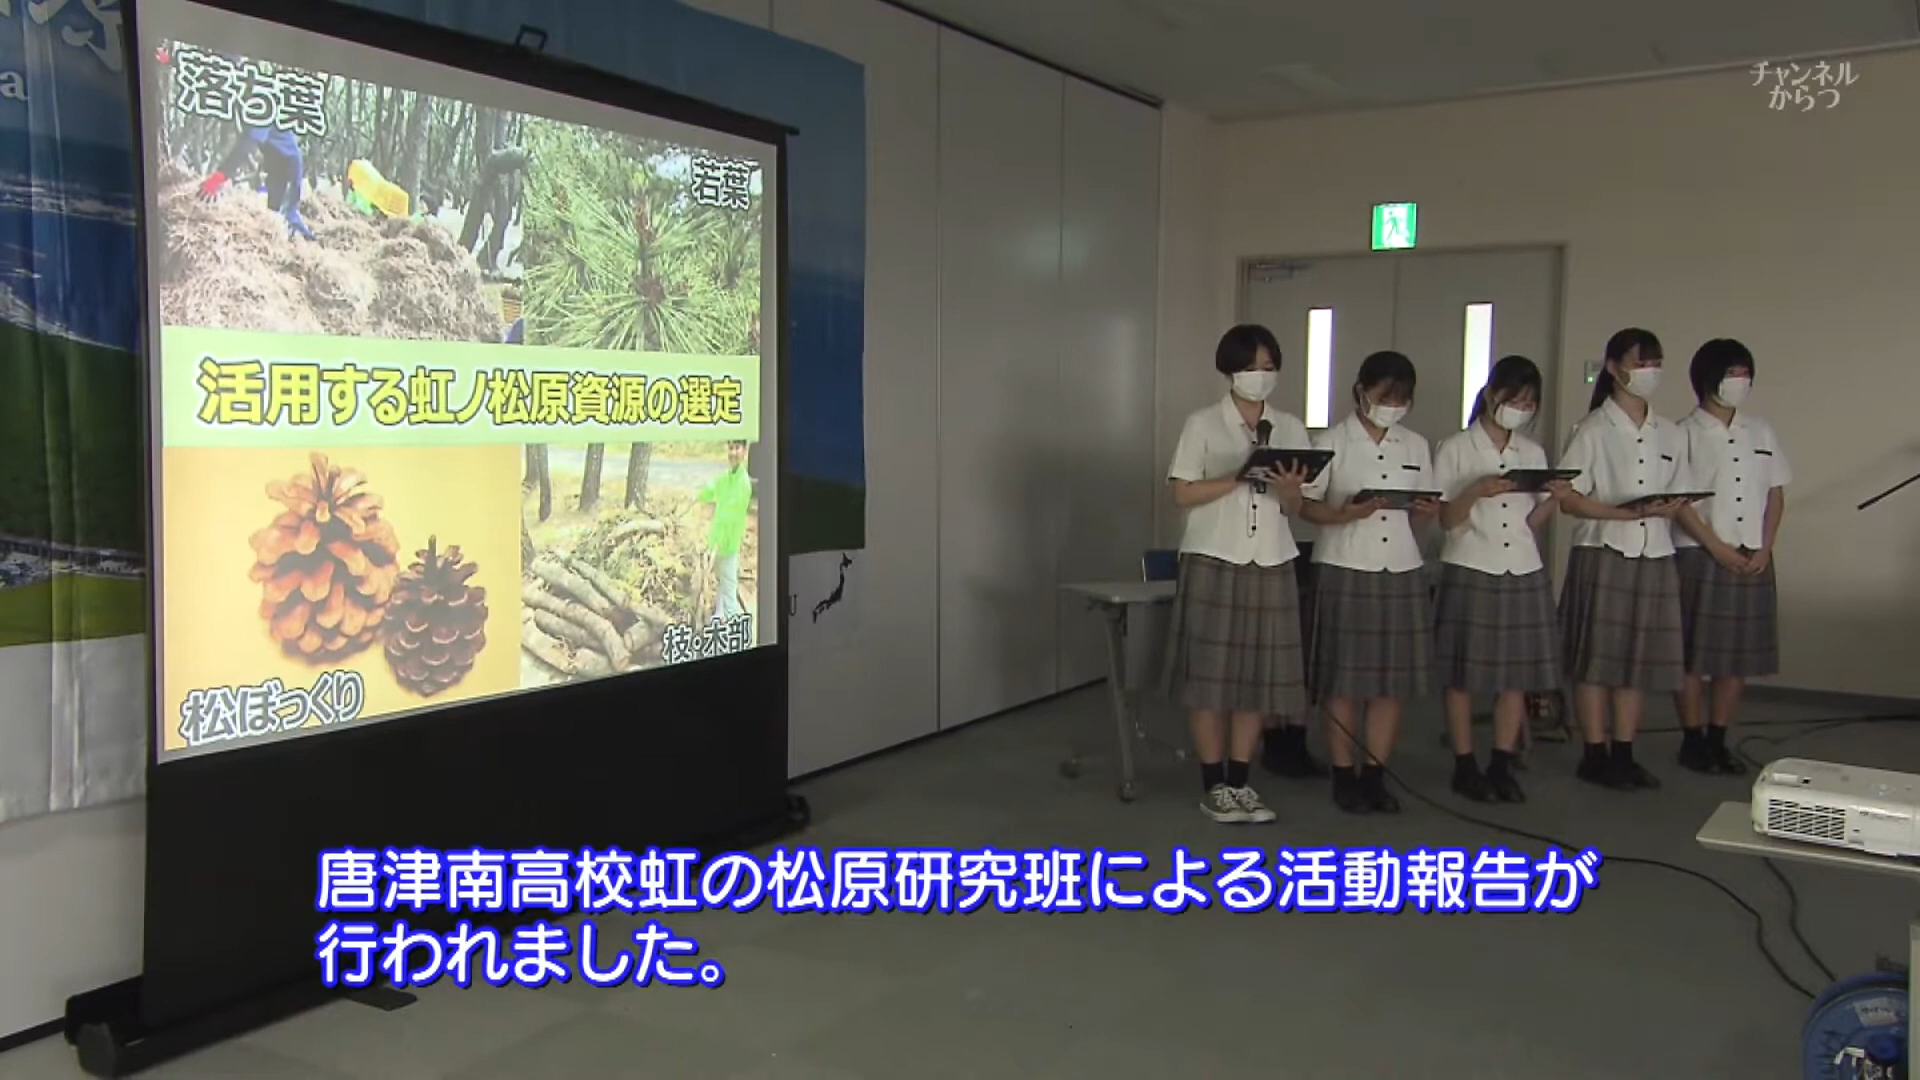 チャンネル
からつ
落ち葉
若葉
活用する虹ノ松原資源の選定
松ぼっくり
枝・木部
唐津南高校虹の松原研究班による活動報告が
行われました。